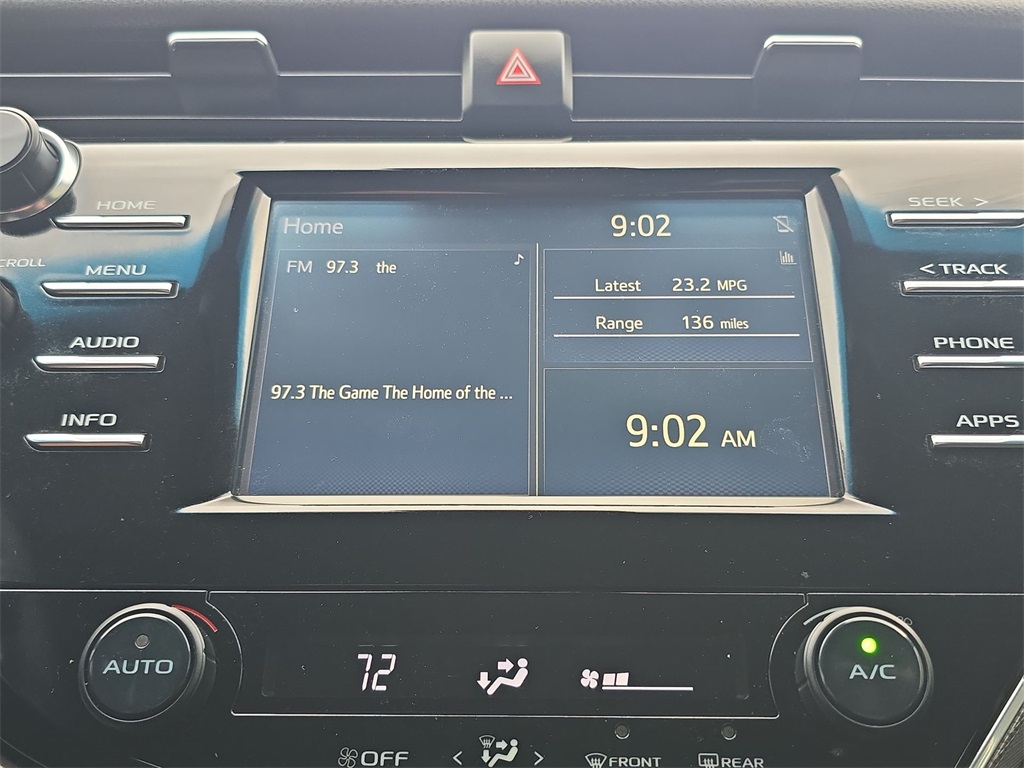 HOME
SCROLL
MENU
AUDIO
INFO
Home 9:02
FM 97.3 the
97.3 The Game The Home of the ...
Latest 23.2 MPG
Range 136 miles
9:02 AM
SEEK >
< TRACK
PHONE
APPS
AUTO
72
A/C
OFF
< >
FRONT
REAR